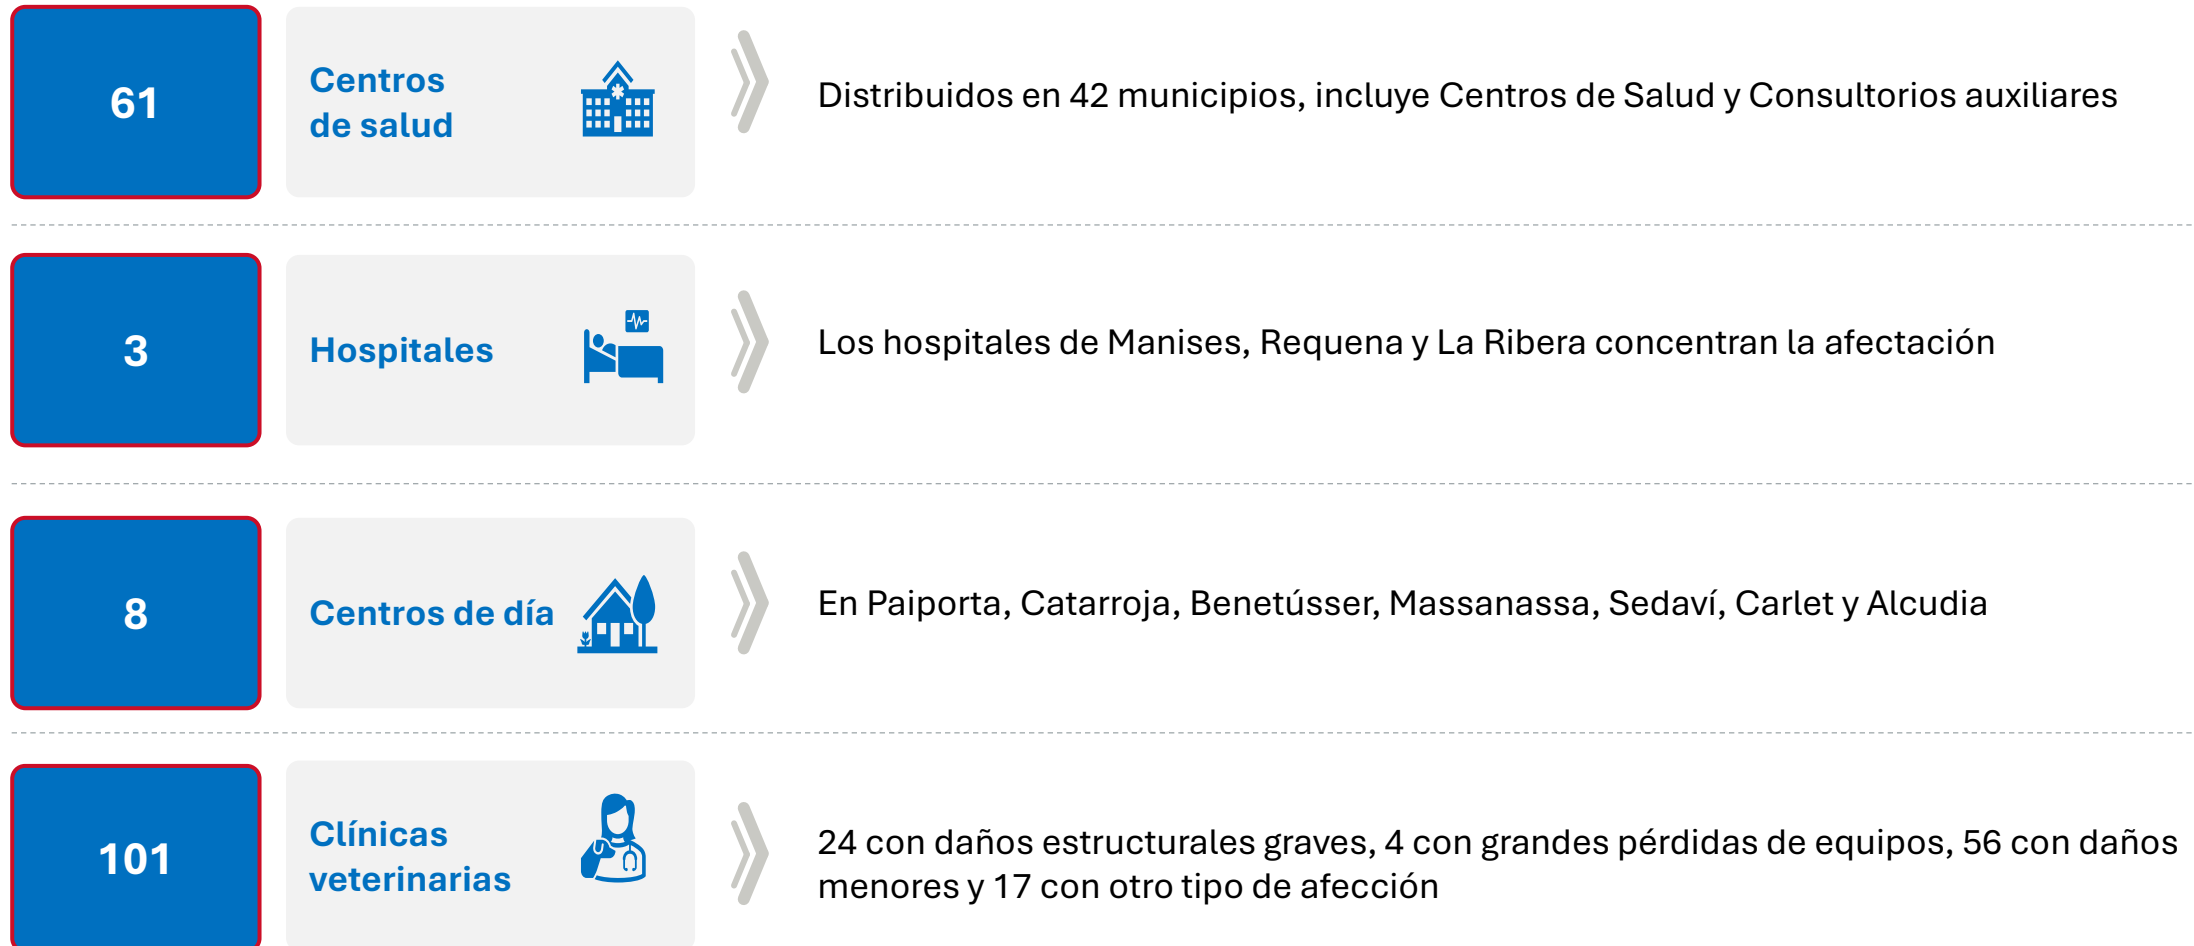 61
Centros
de salud
Distribuidos en 42 municipios, incluye Centros de Salud y Consultorios auxiliares
3
Hospitales
Los hospitales de Manises, Requena y La Ribera concentran la afectación
8
Centros de día
En Paiporta, Catarroja, Benetússer, Massanassa, Sedaví, Carlet y Alcudia
101
Clínicas
veterinarias
24 con daños estructurales graves, 4 con grandes pérdidas de equipos, 56 con daños
menores y 17 con otro tipo de afección